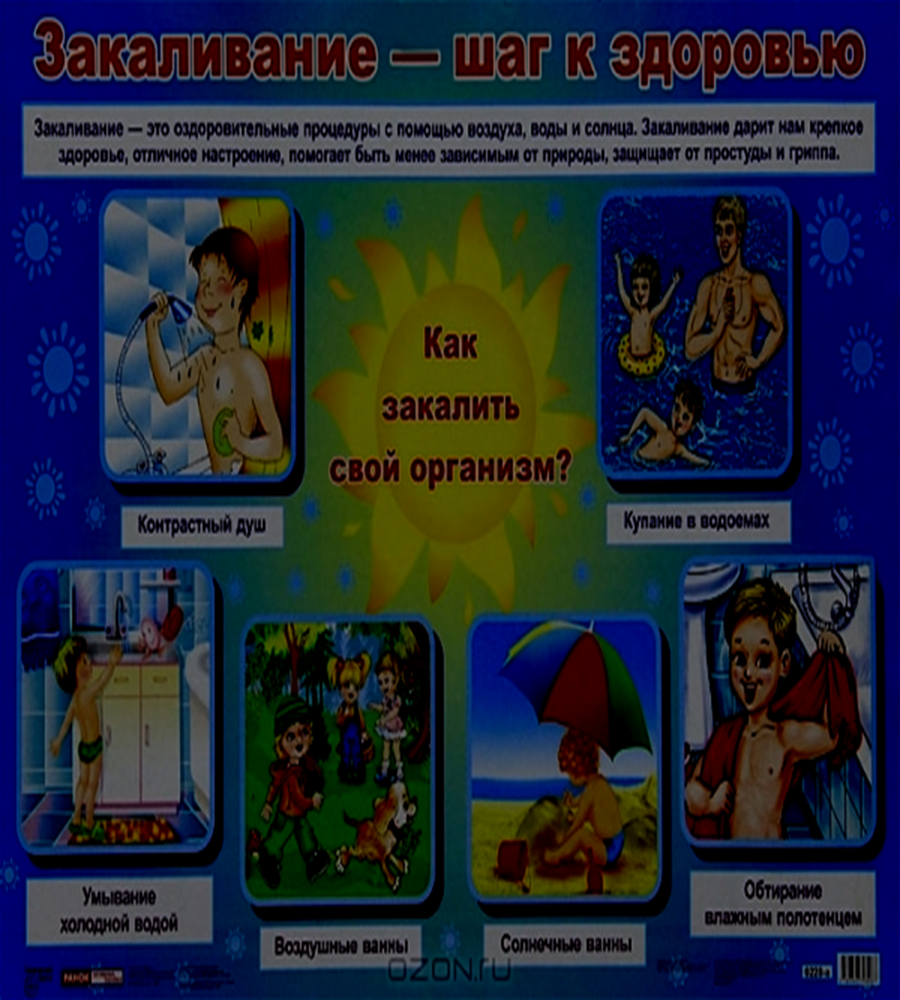 Закаливание — шаг к здоровью
Закаливание — это оздоровительные процедуры с помощью воздуха, воды и солнца. Закаливание дарит нам крепкое
здоровье, отличное настроение, помогает быть менее зависимым от природы, защищает от простуды и гриппа.
Как
закалить
свой организм?
Контрастный душ
Купание в водоемах
Умывание
холодной водой
Обтирание
влажным полотенцем
Воздушные ванны
Солнечные ванны
РАНОК
ozon.ru